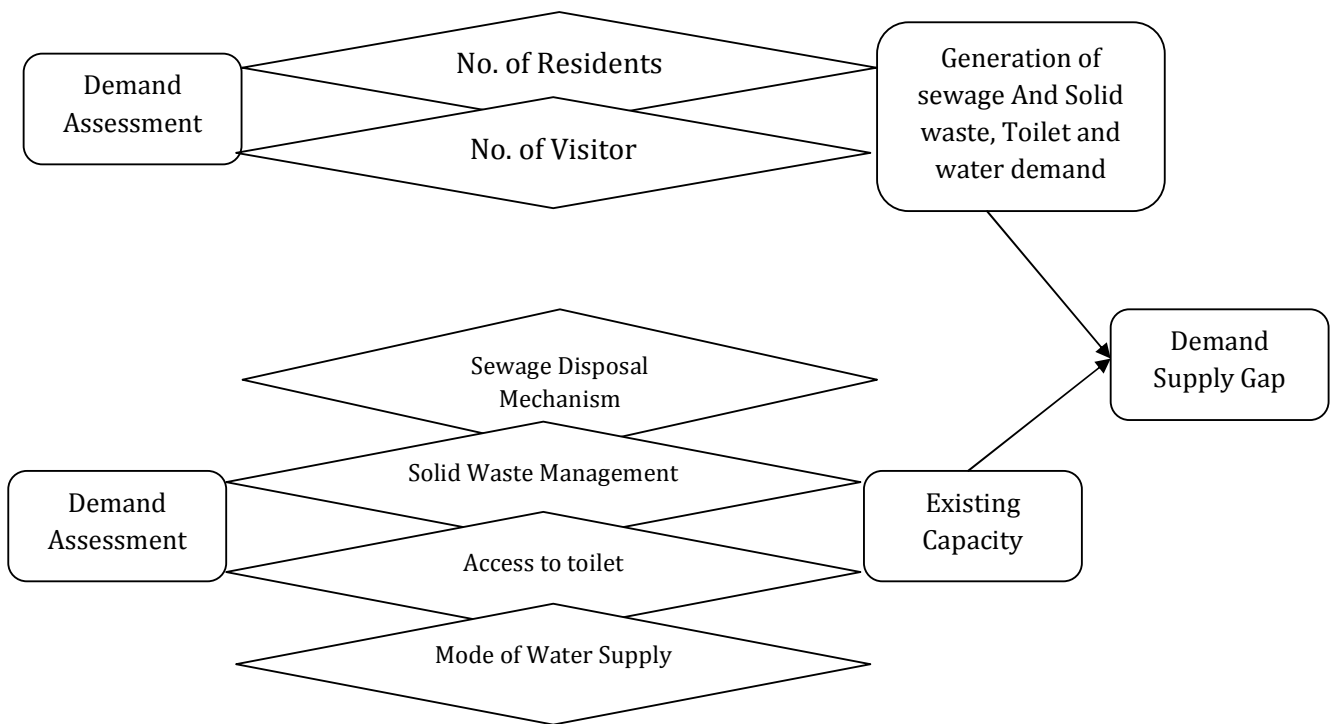 Demand
Assessment
No. of Residents
No. of Visitor
Generation of
sewage And Solid
waste, Toilet and
water demand
Demand
Supply Gap
Sewage Disposal
Mechanism
Solid Waste Management
Access to toilet
Mode of Water Supply
Demand
Assessment
Existing
Capacity